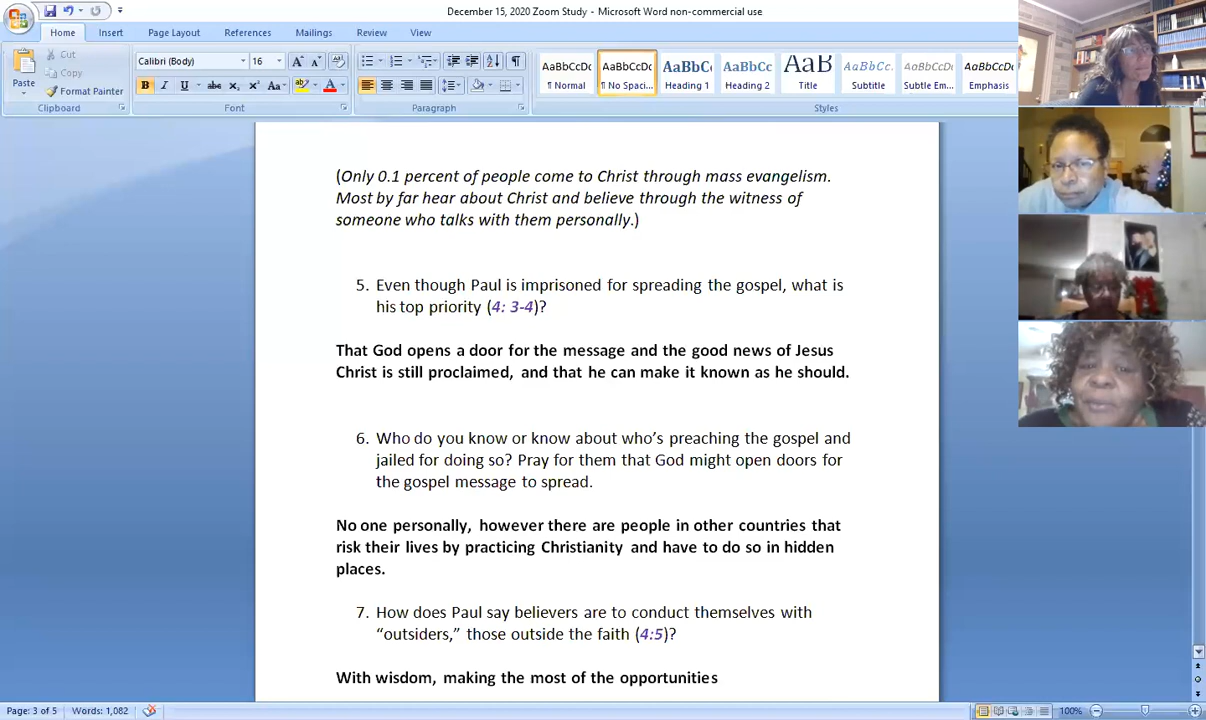 December 15, 2020 Zoom Study - Microsoft Word non-commercial use
Home Insert Page Layout References Mailings Review View
Cut
Copy
Paste
Format Painter
Clipboard
Calibri (Body) 16
Font
Paragraph
AaBbCcDc AaBbCcDc AaBbC AaBbCc AaB AaBbCc AaBbCcDc AaBbCcDc
¶ Normal ¶ No Spaci... Heading 1 Heading 2 Title Subtitle Subtle Em... Emphasis
Styles
(Only 0.1 percent of people come to Christ through mass evangelism.
Most by far hear about Christ and believe through the witness of
someone who talks with them personally.)
5. Even though Paul is imprisoned for spreading the gospel, what is
his top priority (4: 3-4)?
That God opens a door for the message and the good news of Jesus
Christ is still proclaimed, and that he can make it known as he should.
6. Who do you know or know about who’s preaching the gospel and
jailed for doing so? Pray for them that God might open doors for
the gospel message to spread.
No one personally, however there are people in other countries that
risk their lives by practicing Christianity and have to do so in hidden
places.
7. How does Paul say believers are to conduct themselves with
“outsiders,” those outside the faith (4:5)?
With wisdom, making the most of the opportunities
Page: 3 of 5 Words: 1,082 100%